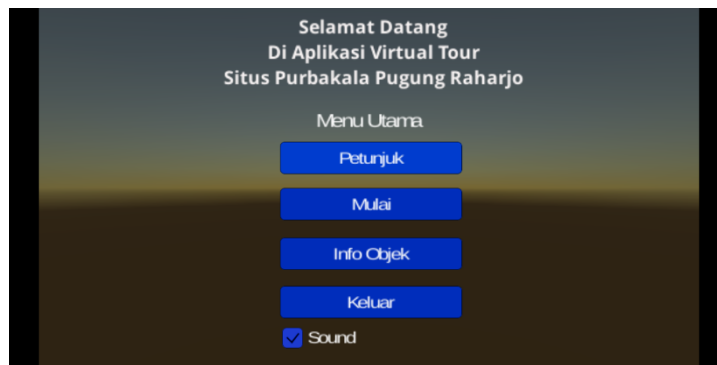 Selamat Datang
Di Aplikasi Virtual Tour
Situs Purbakala Pugung Raharjo
Menu Utama
Petunjuk
Mulai
Info Objek
Keluar
Sound